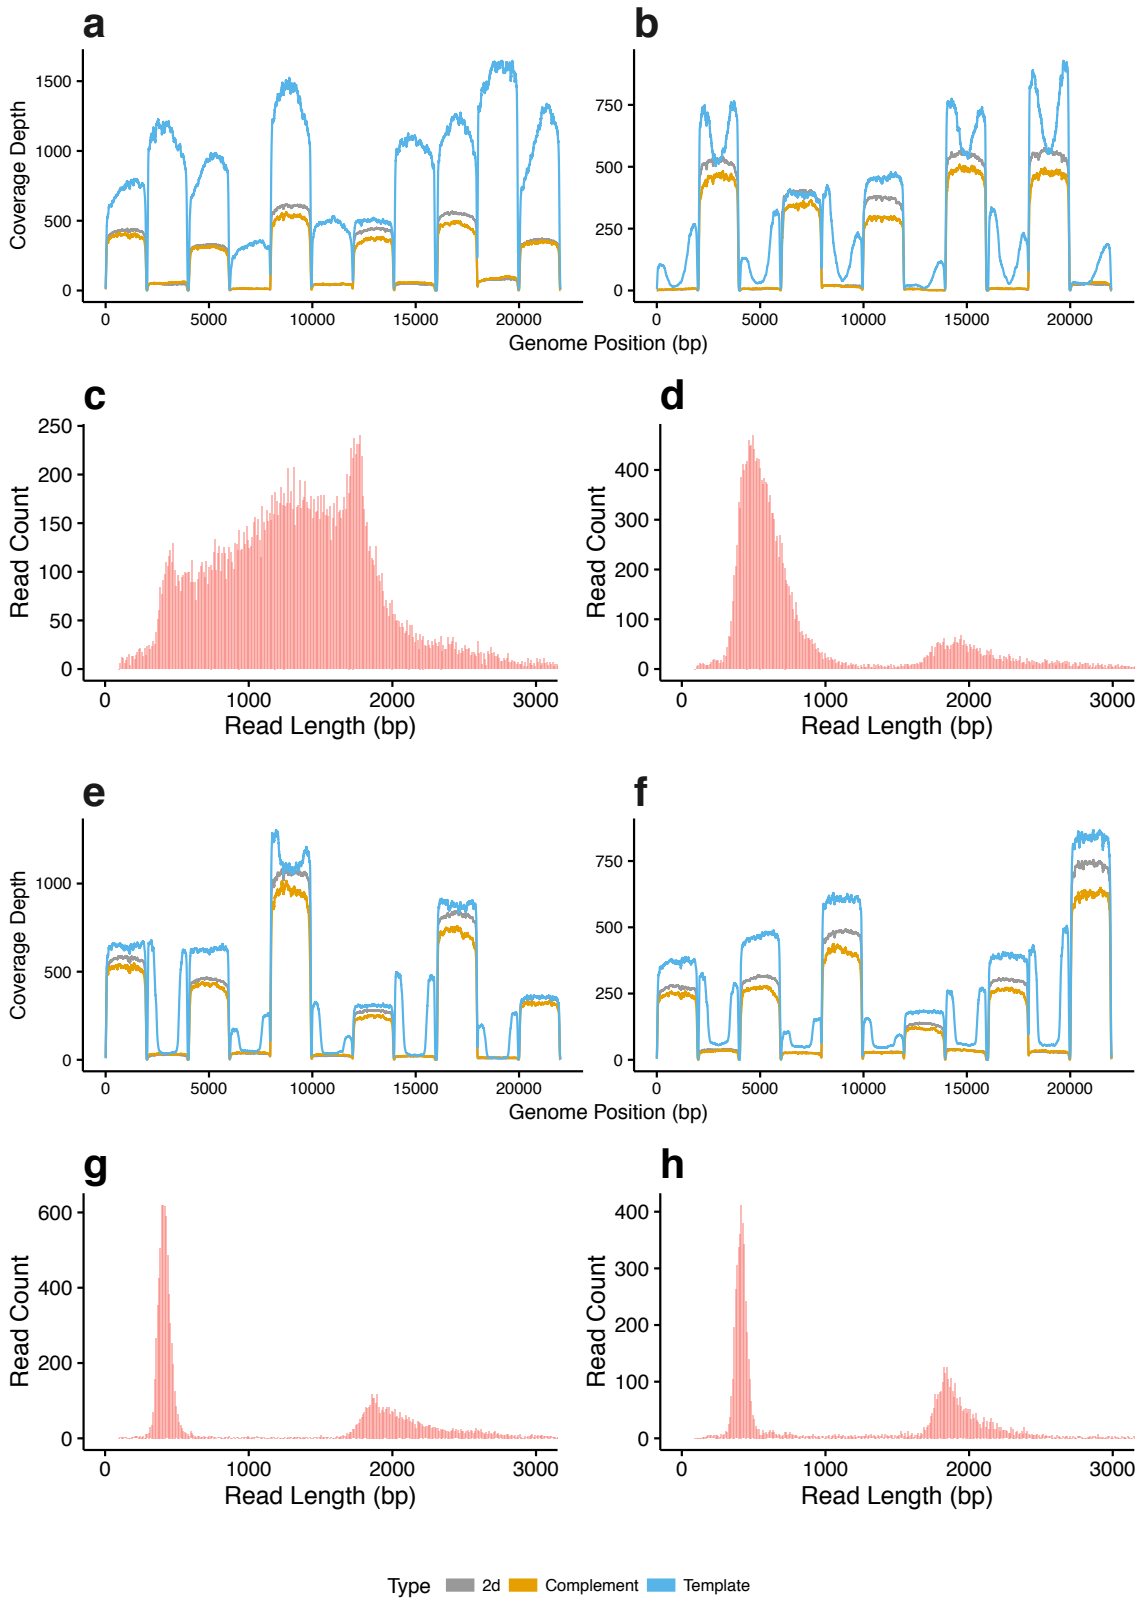 a
b
Coverage Depth
1500
1000
500
0
750
500
250
0
0 5000 10000 15000 20000
0 5000 10000 15000 20000
Genome Position (bp)
c
d
Read Count
250
200
150
100
50
0
Read Count
400
300
200
100
0
0 1000 2000 3000
0 1000 2000 3000
Read Length (bp)
Read Length (bp)
e
f
Coverage Depth
1000
500
0
750
500
250
0
0 5000 10000 15000 20000
0 5000 10000 15000 20000
Genome Position (bp)
g
h
Read Count
600
400
200
0
Read Count
400
300
200
100
0
0 1000 2000 3000
0 1000 2000 3000
Read Length (bp)
Read Length (bp)
Type 2d Complement Template